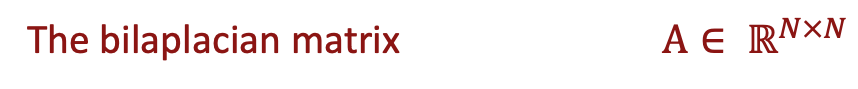 The bilaplacian matrix A ∈ ℝ^{N×N}